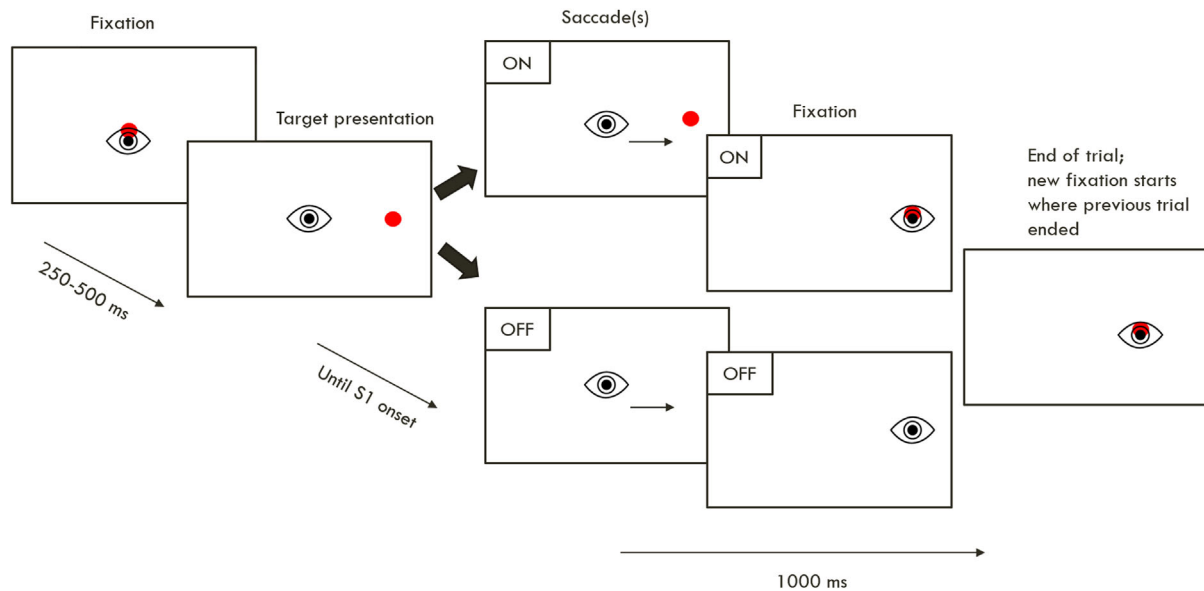 Fixation
250-500 ms
Target presentation
Until S1 onset
Saccade(s)
ON
Fixation
ON
OFF
OFF
1000 ms
End of trial;
new fixation starts
where previous trial
ended